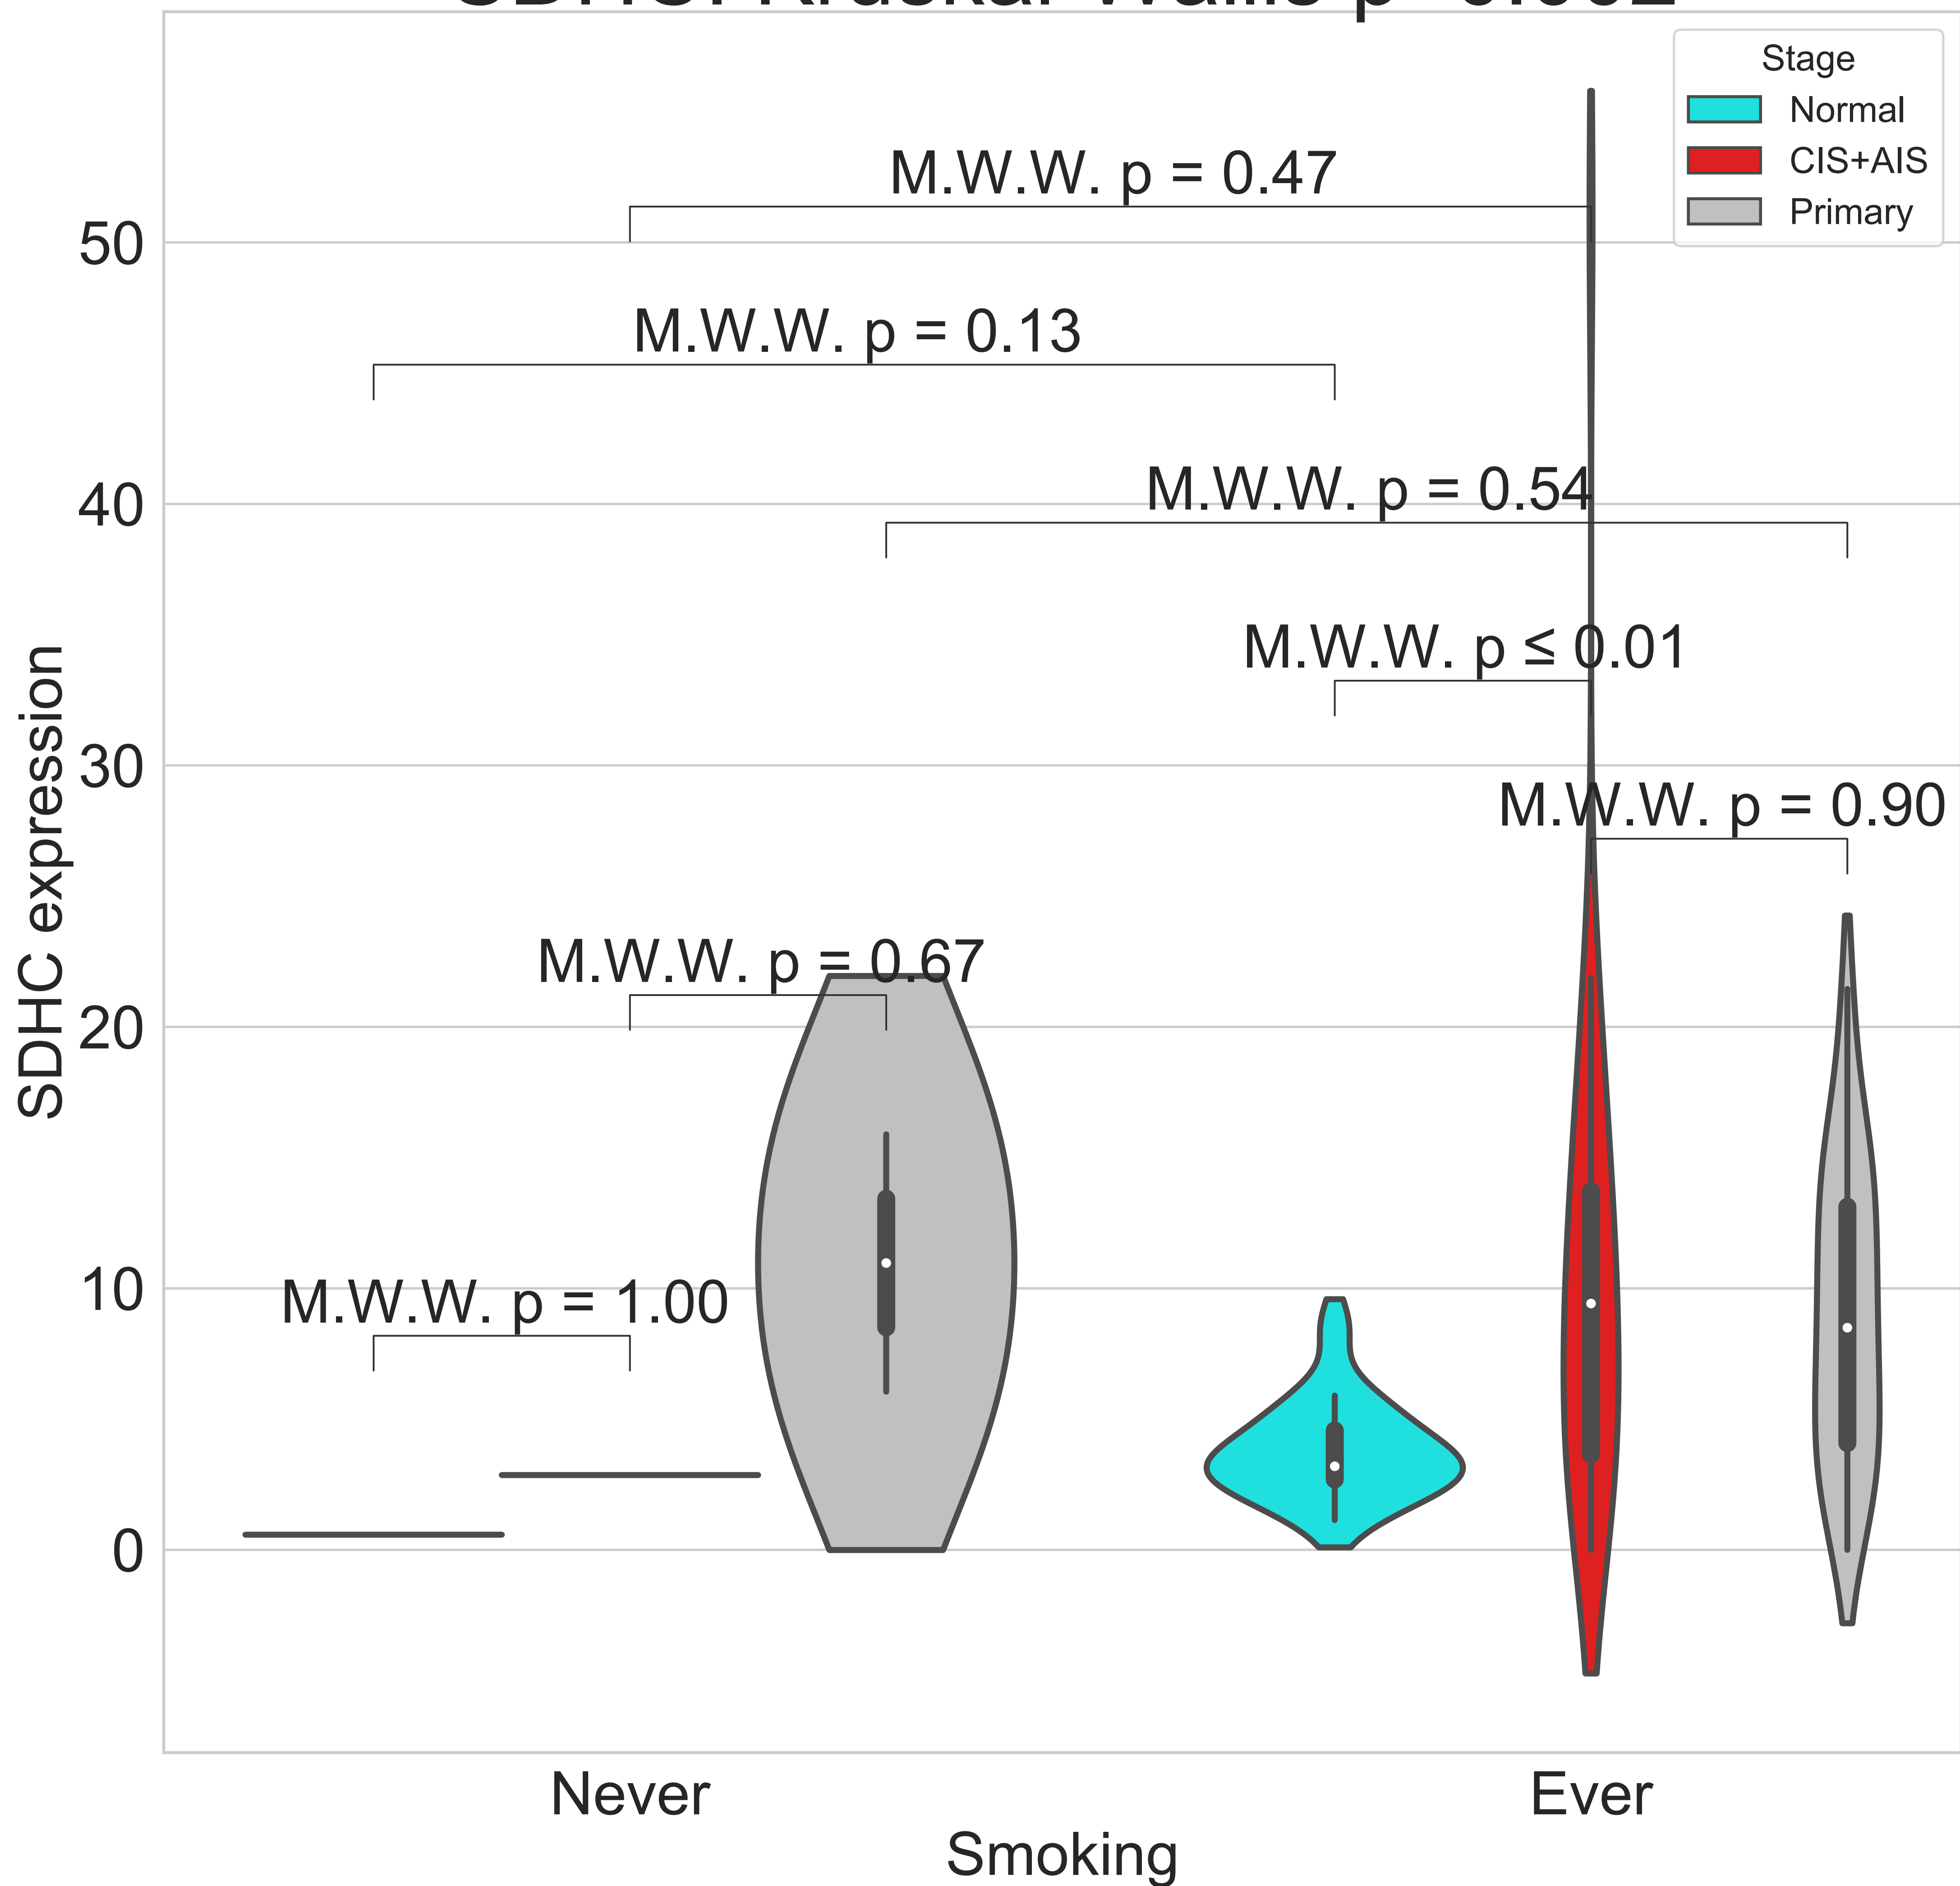 Stage
Normal
CIS+AIS
Primary
M.W.W. p = 0.47
50
M.W.W. p = 0.13
M.W.W. p = 0.54
40
M.W.W. p ≤ 0.01
30
M.W.W. p = 0.90
SDHC expression
M.W.W. p = 0.67
20
M.W.W. p = 1.00
10
0
Never
Ever
Smoking